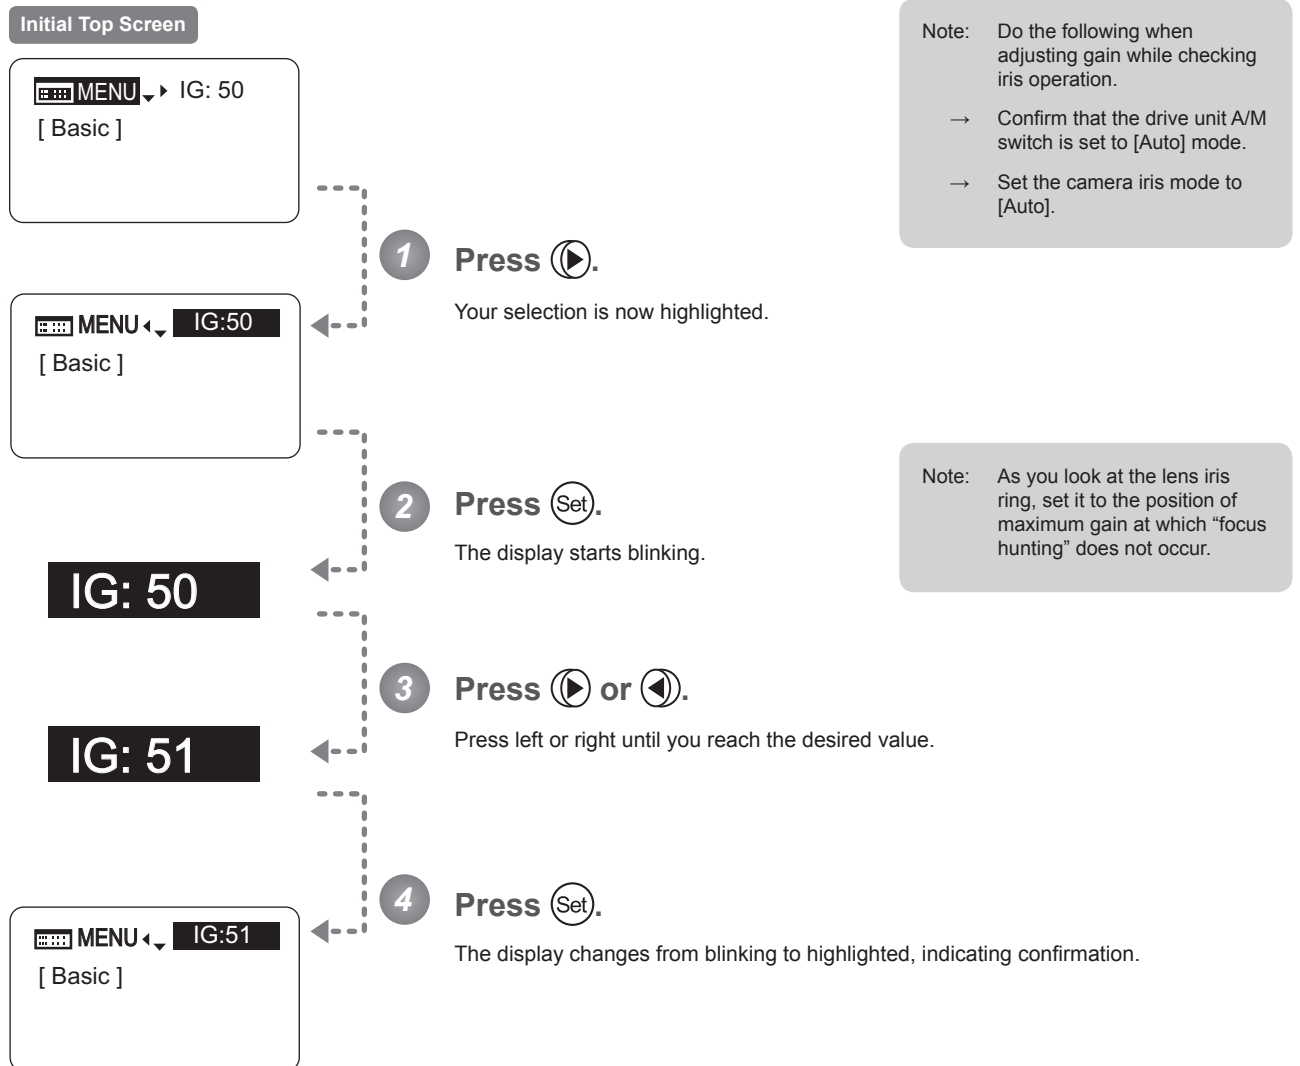 Initial Top Screen
MENU IG: 50
[ Basic ]
Note: Do the following when
adjusting gain while checking
iris operation.
→ Confirm that the drive unit A/M
switch is set to [Auto] mode.
→ Set the camera iris mode to
[Auto].
1 Press .
Your selection is now highlighted.
MENU IG:50
[ Basic ]
2 Press Set.
The display starts blinking.
Note: As you look at the lens iris
ring, set it to the position of
maximum gain at which “focus
hunting” does not occur.
IG: 50
3 Press or .
Press left or right until you reach the desired value.
IG: 51
4 Press Set.
The display changes from blinking to highlighted, indicating confirmation.
MENU IG:51
[ Basic ]